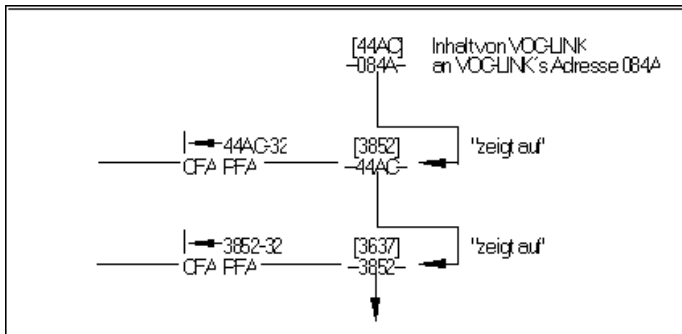 [44AC] Inhalt von VOC-LINK
-084A- an VOC-LINK's Adresse 084A
44AC-32 [3852] "zeigt auf"
CFA PFA -44AC-
3852-32 [3637] "zeigt auf"
CFA PFA -3852-